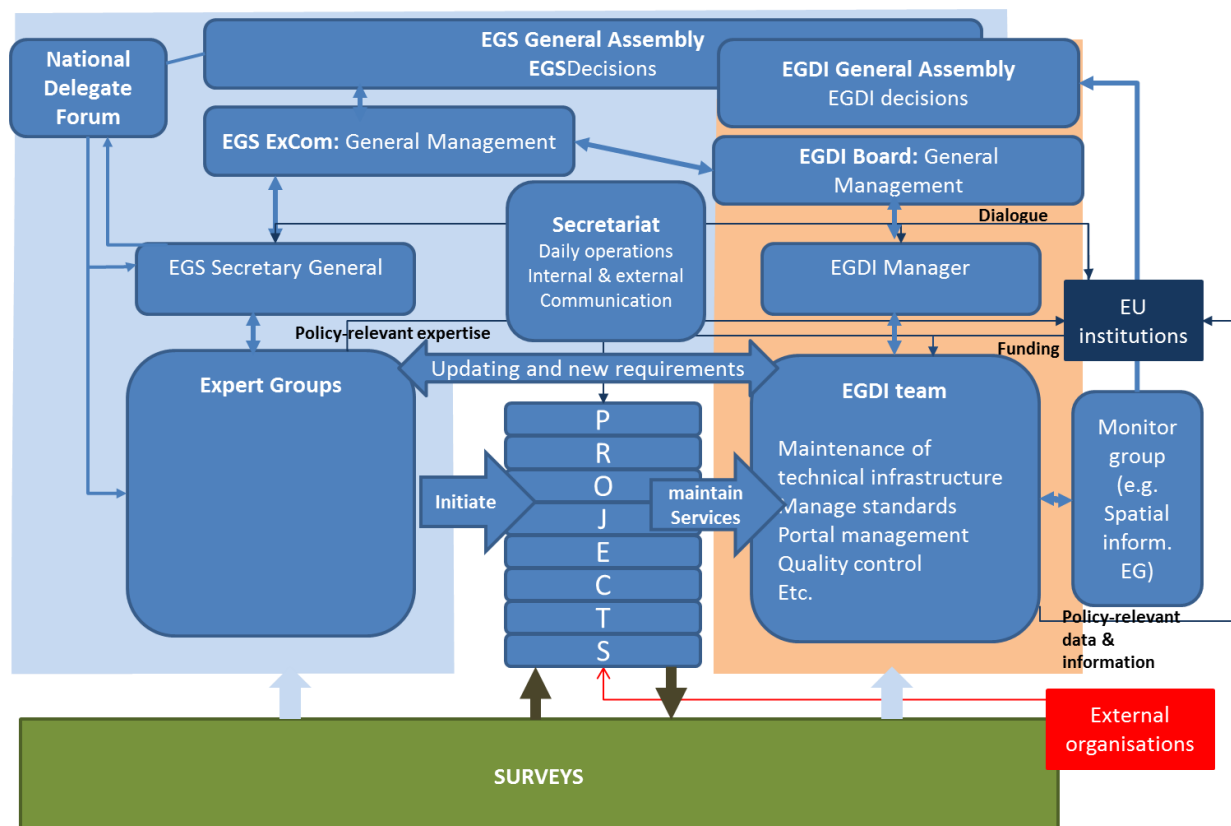 EGS General Assembly
EGSDecisions
National
Delegate
Forum
EGDI General Assembly
EGDI decisions
EGS ExCom: General Management
EGDI Board: General
Management
Secretariat
Daily operations
Internal & external
Communication
Dialogue
EGS Secretary General
EGDI Manager
EU
institutions
Policy-relevant expertise
Funding
Updating and new requirements
Expert Groups
EGDI team
Maintenance of
technical infrastructure
Manage standards
Portal management
Quality control
Etc.
Monitor
group
(e.g.
Spatial
inform.
EG)
P
R
O
J
E
C
T
S
Initiate
maintain
Services
Policy-relevant
data &
information
External
organisations
SURVEYS